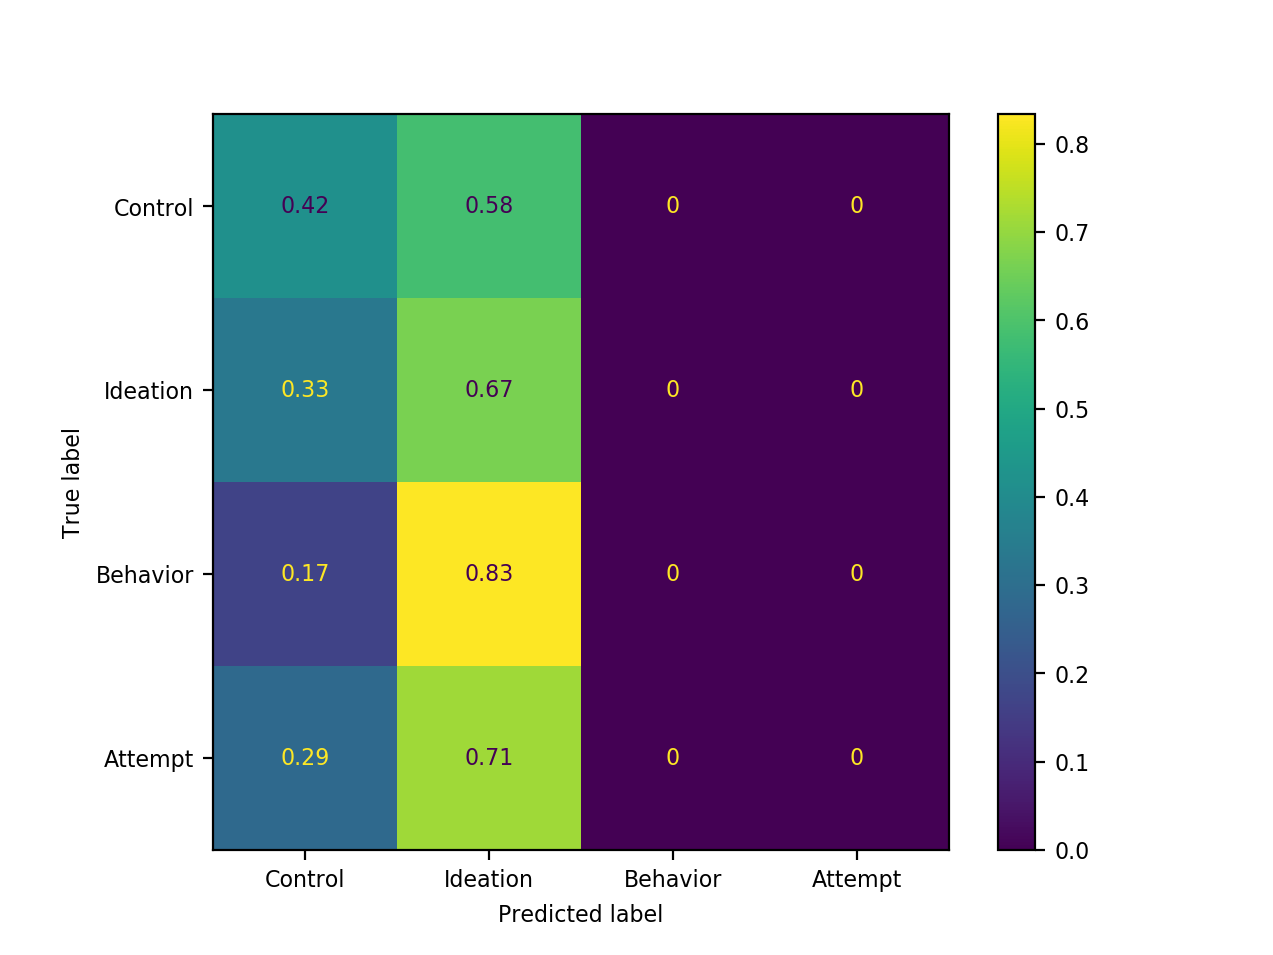 Control 0.42 0.58 0 0
Ideation 0.33 0.67 0 0
Behavior 0.17 0.83 0 0
Attempt 0.29 0.71 0 0
Control Ideation Behavior Attempt
Predicted label
True label
0.8
0.7
0.6
0.5
0.4
0.3
0.2
0.1
0.0